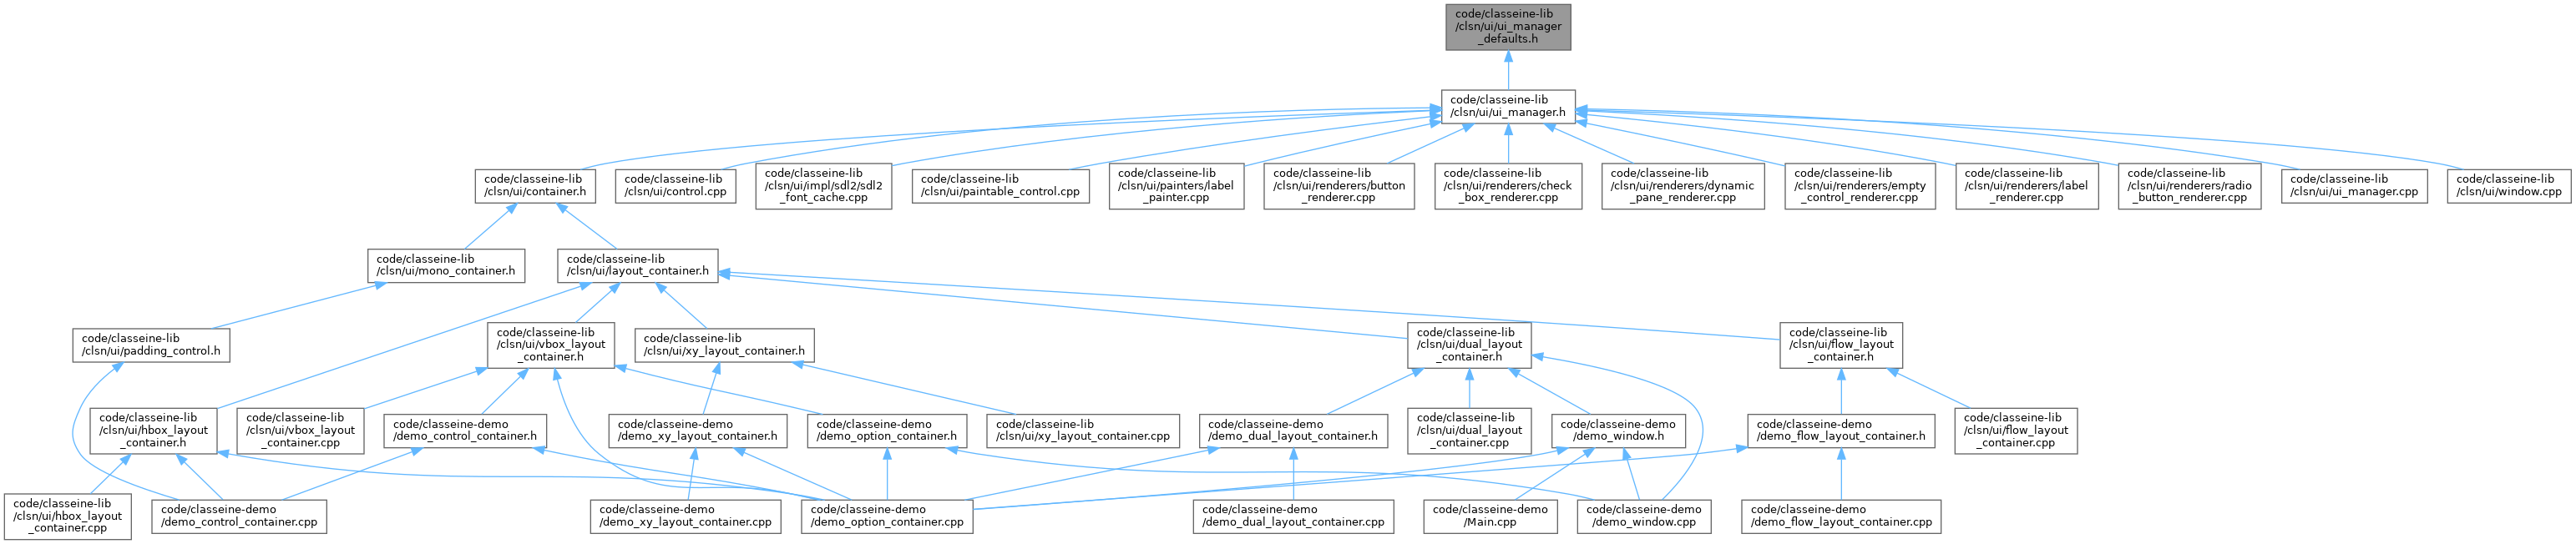 code/classeine-lib
/clsn/ui/ui_manager
_defaults.h
code/classeine-lib
/clsn/ui/ui_manager.h
code/classeine-lib
/clsn/ui/container.h
code/classeine-lib
/clsn/ui/control.cpp
code/classeine-lib
/clsn/ui/impl/sdl2/sdl2
_font_cache.cpp
code/classeine-lib
/clsn/ui/paintable_control.cpp
code/classeine-lib
/clsn/ui/painters/label
_painter.cpp
code/classeine-lib
/clsn/ui/renderers/button
_renderer.cpp
code/classeine-lib
/clsn/ui/renderers/check
_box_renderer.cpp
code/classeine-lib
/clsn/ui/renderers/dynamic
_pane_renderer.cpp
code/classeine-lib
/clsn/ui/renderers/empty
_control_renderer.cpp
code/classeine-lib
/clsn/ui/renderers/label
_renderer.cpp
code/classeine-lib
/clsn/ui/renderers/radio
_button_renderer.cpp
code/classeine-lib
/clsn/ui/ui_manager.cpp
code/classeine-lib
/clsn/ui/window.cpp
code/classeine-lib
/clsn/ui/mono_container.h
code/classeine-lib
/clsn/ui/layout_container.h
code/classeine-lib
/clsn/ui/padding_control.h
code/classeine-lib
/clsn/ui/vbox_layout
_container.h
code/classeine-lib
/clsn/ui/xy_layout_container.h
code/classeine-lib
/clsn/ui/dual_layout
_container.h
code/classeine-lib
/clsn/ui/flow_layout
_container.h
code/classeine-lib
/clsn/ui/hbox_layout
_container.h
code/classeine-lib
/clsn/ui/vbox_layout
_container.cpp
code/classeine-demo
/demo_control_container.h
code/classeine-demo
/demo_xy_layout_container.h
code/classeine-demo
/demo_option_container.h
code/classeine-lib
/clsn/ui/xy_layout_container.cpp
code/classeine-demo
/demo_dual_layout_container.h
code/classeine-lib
/clsn/ui/dual_layout
_container.cpp
code/classeine-demo
/demo_window.h
code/classeine-demo
/demo_flow_layout_container.h
code/classeine-lib
/clsn/ui/flow_layout
_container.cpp
code/classeine-lib
/clsn/ui/hbox_layout
_container.cpp
code/classeine-demo
/demo_control_container.cpp
code/classeine-demo
/demo_xy_layout_container.cpp
code/classeine-demo
/demo_option_container.cpp
code/classeine-demo
/demo_dual_layout_container.cpp
code/classeine-demo
/Main.cpp
code/classeine-demo
/demo_window.cpp
code/classeine-demo
/demo_flow_layout_container.cpp